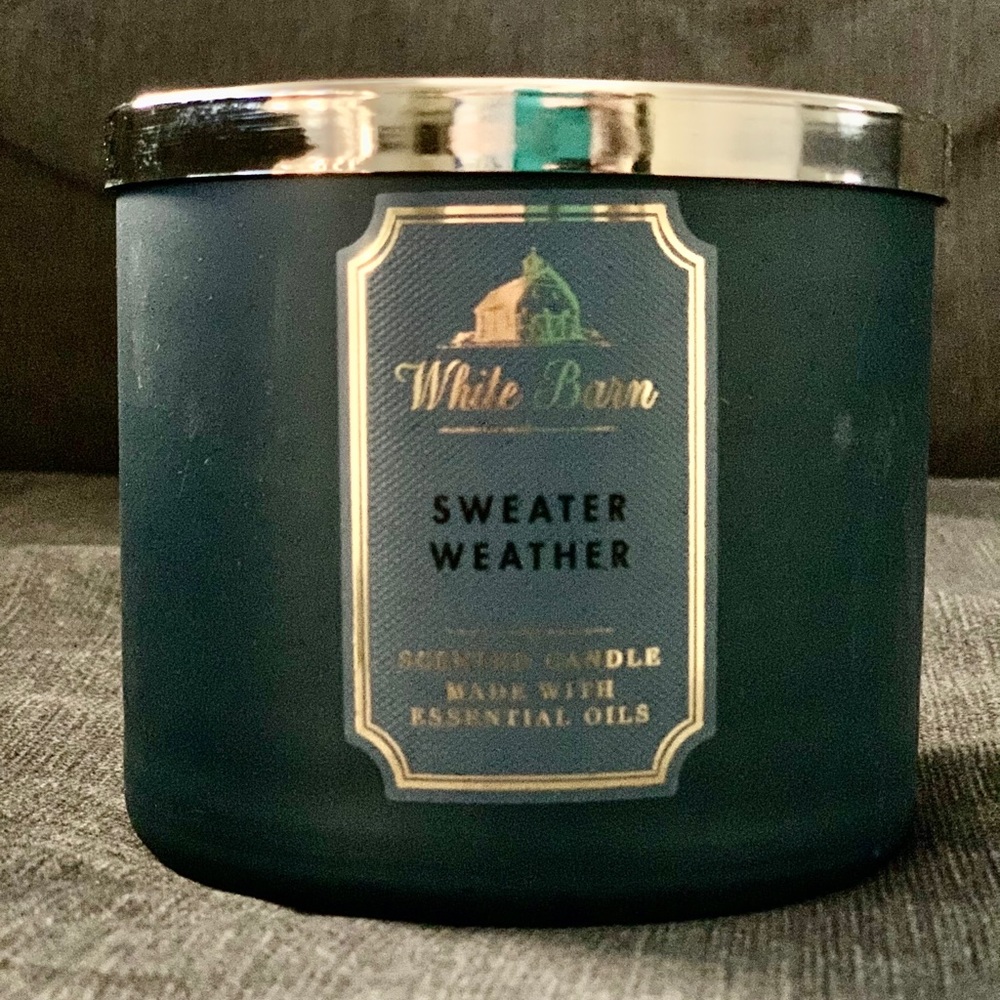 White Barn
SWEATER
WEATHER
SCENTED CANDLE
MADE WITH
ESSENTIAL OILS